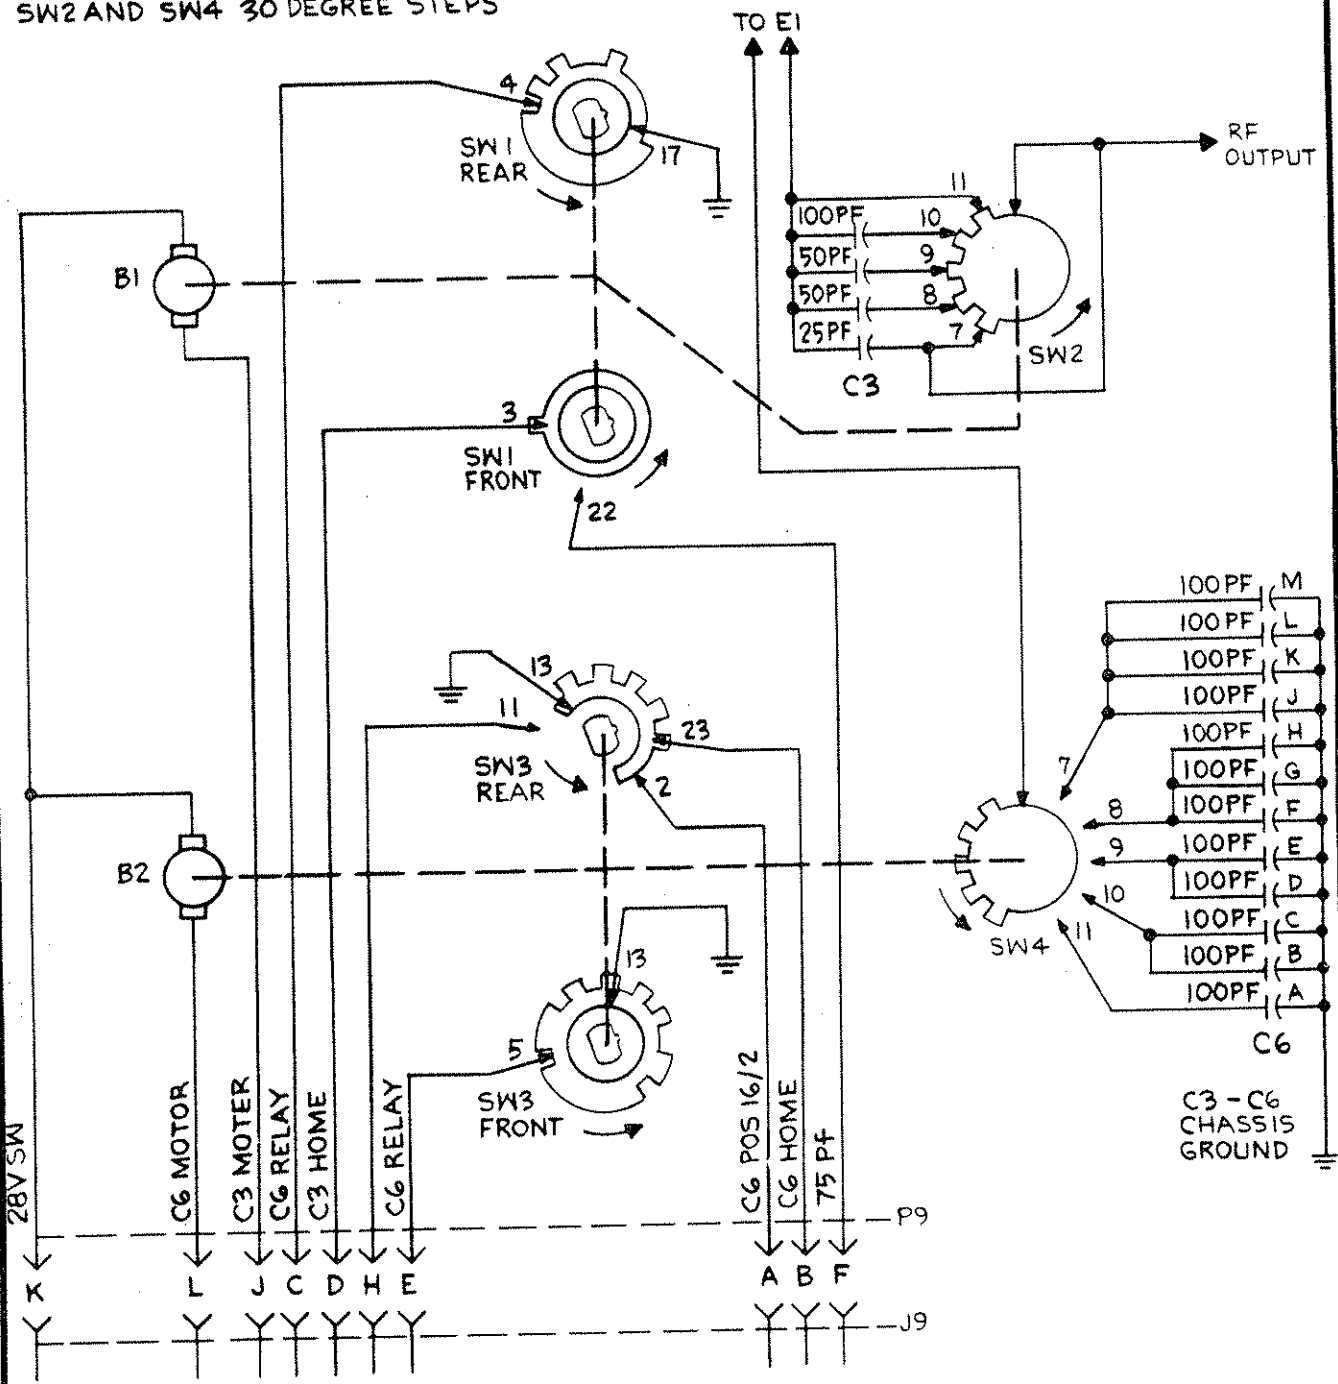 SW2 AND SW4 30 DEGREE STEPS
TO E1
4
SW1
REAR
17
RF
OUTPUT
11
100PF
10
50PF
9
50PF
8
25PF
7
SW2
C3
B1
3
SW1
FRONT
22
13
11
23
SW3
REAR
2
B2
100PF M
100PF L
100PF K
100PF J
100PF H
100PF G
100PF F
100PF E
100PF D
100PF C
100PF B
100PF A
7
8
9
10
11
SW4
C6
C3-C6
CHASSIS
GROUND
13
5
SW3
FRONT
28V SW
C6 MOTOR
C3 MOTER
C6 RELAY
C3 HOME
C6 RELAY
C6 POS 16/2
C6 HOME
75 Pf
P9
K L J C D H E A B F
J9